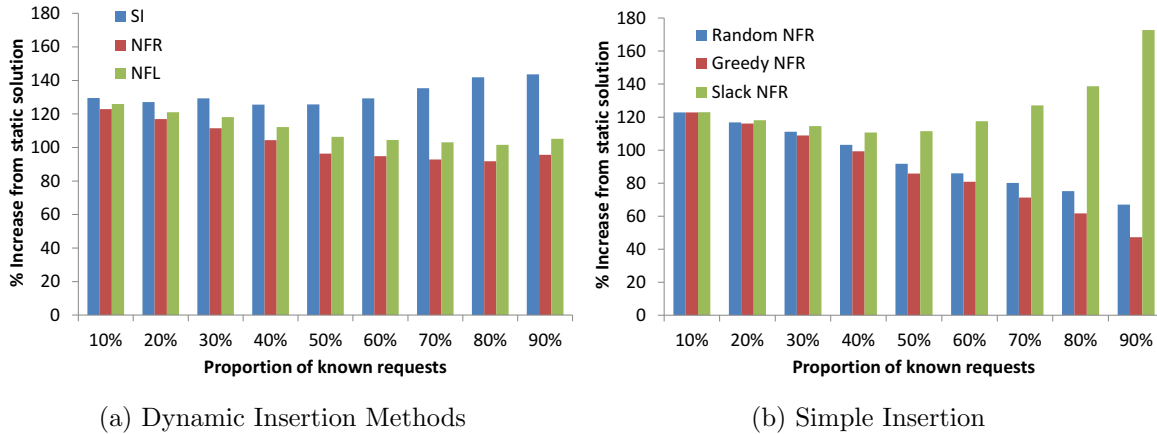 180
160
140
120
100
80
60
40
20
0
% Increase from static solution
SI
NFR
NFL
10% 20% 30% 40% 50% 60% 70% 80% 90%
Proportion of known requests
(a) Dynamic Insertion Methods
180
160
140
120
100
80
60
40
20
0
% Increase from static solution
Random NFR
Greedy NFR
Slack NFR
10% 20% 30% 40% 50% 60% 70% 80% 90%
Proportion of known requests
(b) Simple Insertion